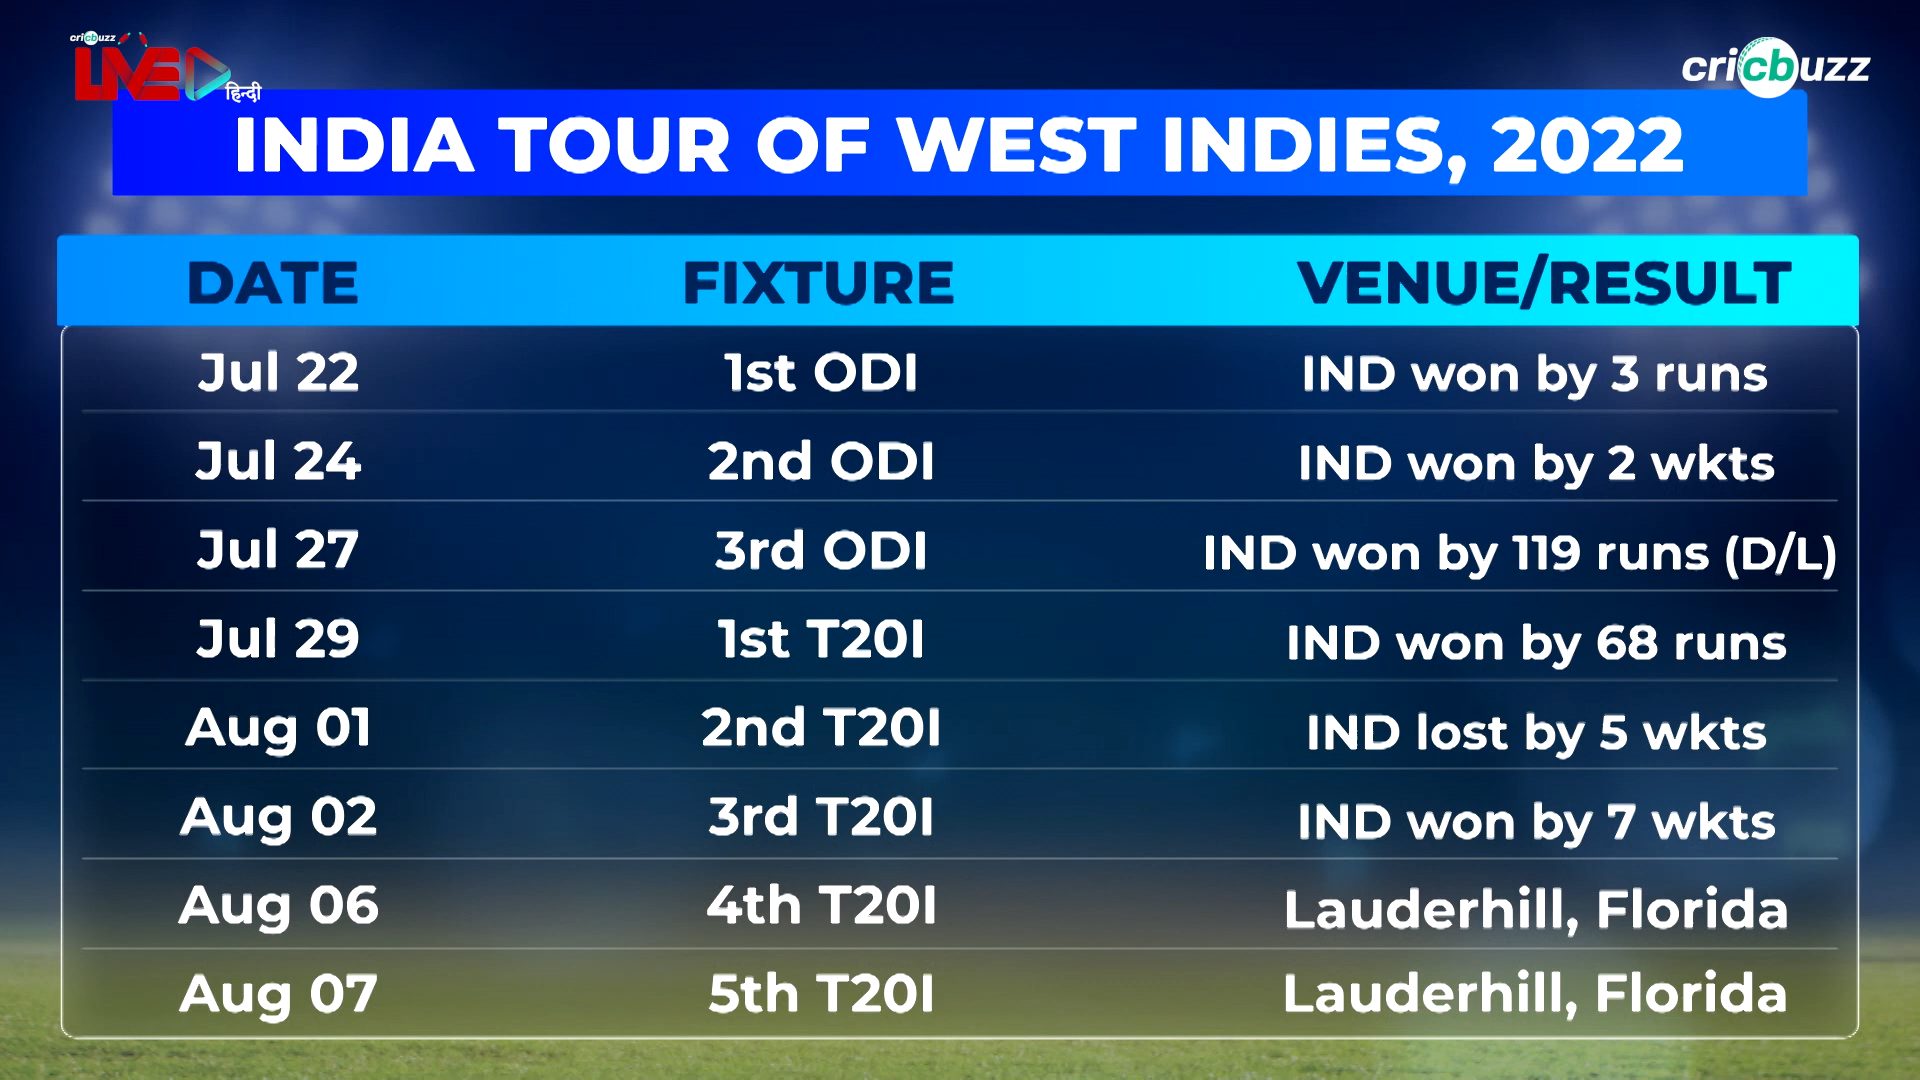 cricbuzz
LIVE
हिन्दी
cricbuzz
INDIA TOUR OF WEST INDIES, 2022
DATE FIXTURE VENUE/RESULT
Jul 22 1st ODI IND won by 3 runs
Jul 24 2nd ODI IND won by 2 wkts
Jul 27 3rd ODI IND won by 119 runs (D/L)
Jul 29 1st T20I IND won by 68 runs
Aug 01 2nd T20I IND lost by 5 wkts
Aug 02 3rd T20I IND won by 7 wkts
Aug 06 4th T20I Lauderhill, Florida
Aug 07 5th T20I Lauderhill, Florida